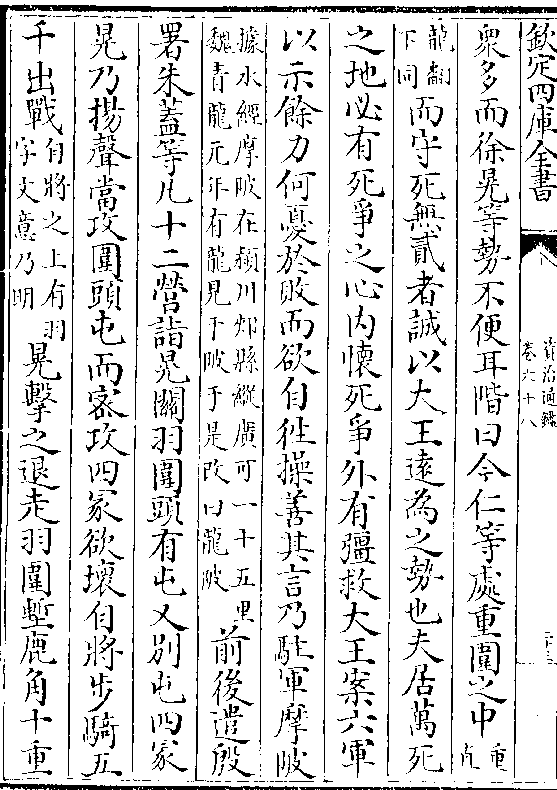 欽定四庫全書
資治通鑑
卷六十八
衆多而徐晃等勢不便耳階曰今仁等處重圍之中重直
龍翻下同而守死無貳者誠以大王遠為之勢也夫居萬死
之地必有死爭之心内懷死爭外有彊救大王案六軍
以示餘力何憂於敗而欲自往操善其言乃駐軍摩陂
據水經摩陂在潁川郟縣縱廣可一十五里魏青龍元年有龍見于陂于是改曰龍陂前後遣殷
署朱蓋等凡十二營詣晃關羽圍頭有屯又别屯四冢
晃乃揚聲當攻圍頭屯而密攻四冢欲壞自將步騎五
千出戰自將之上有羽字文意乃明晃擊之退走羽圍塹鹿角十重